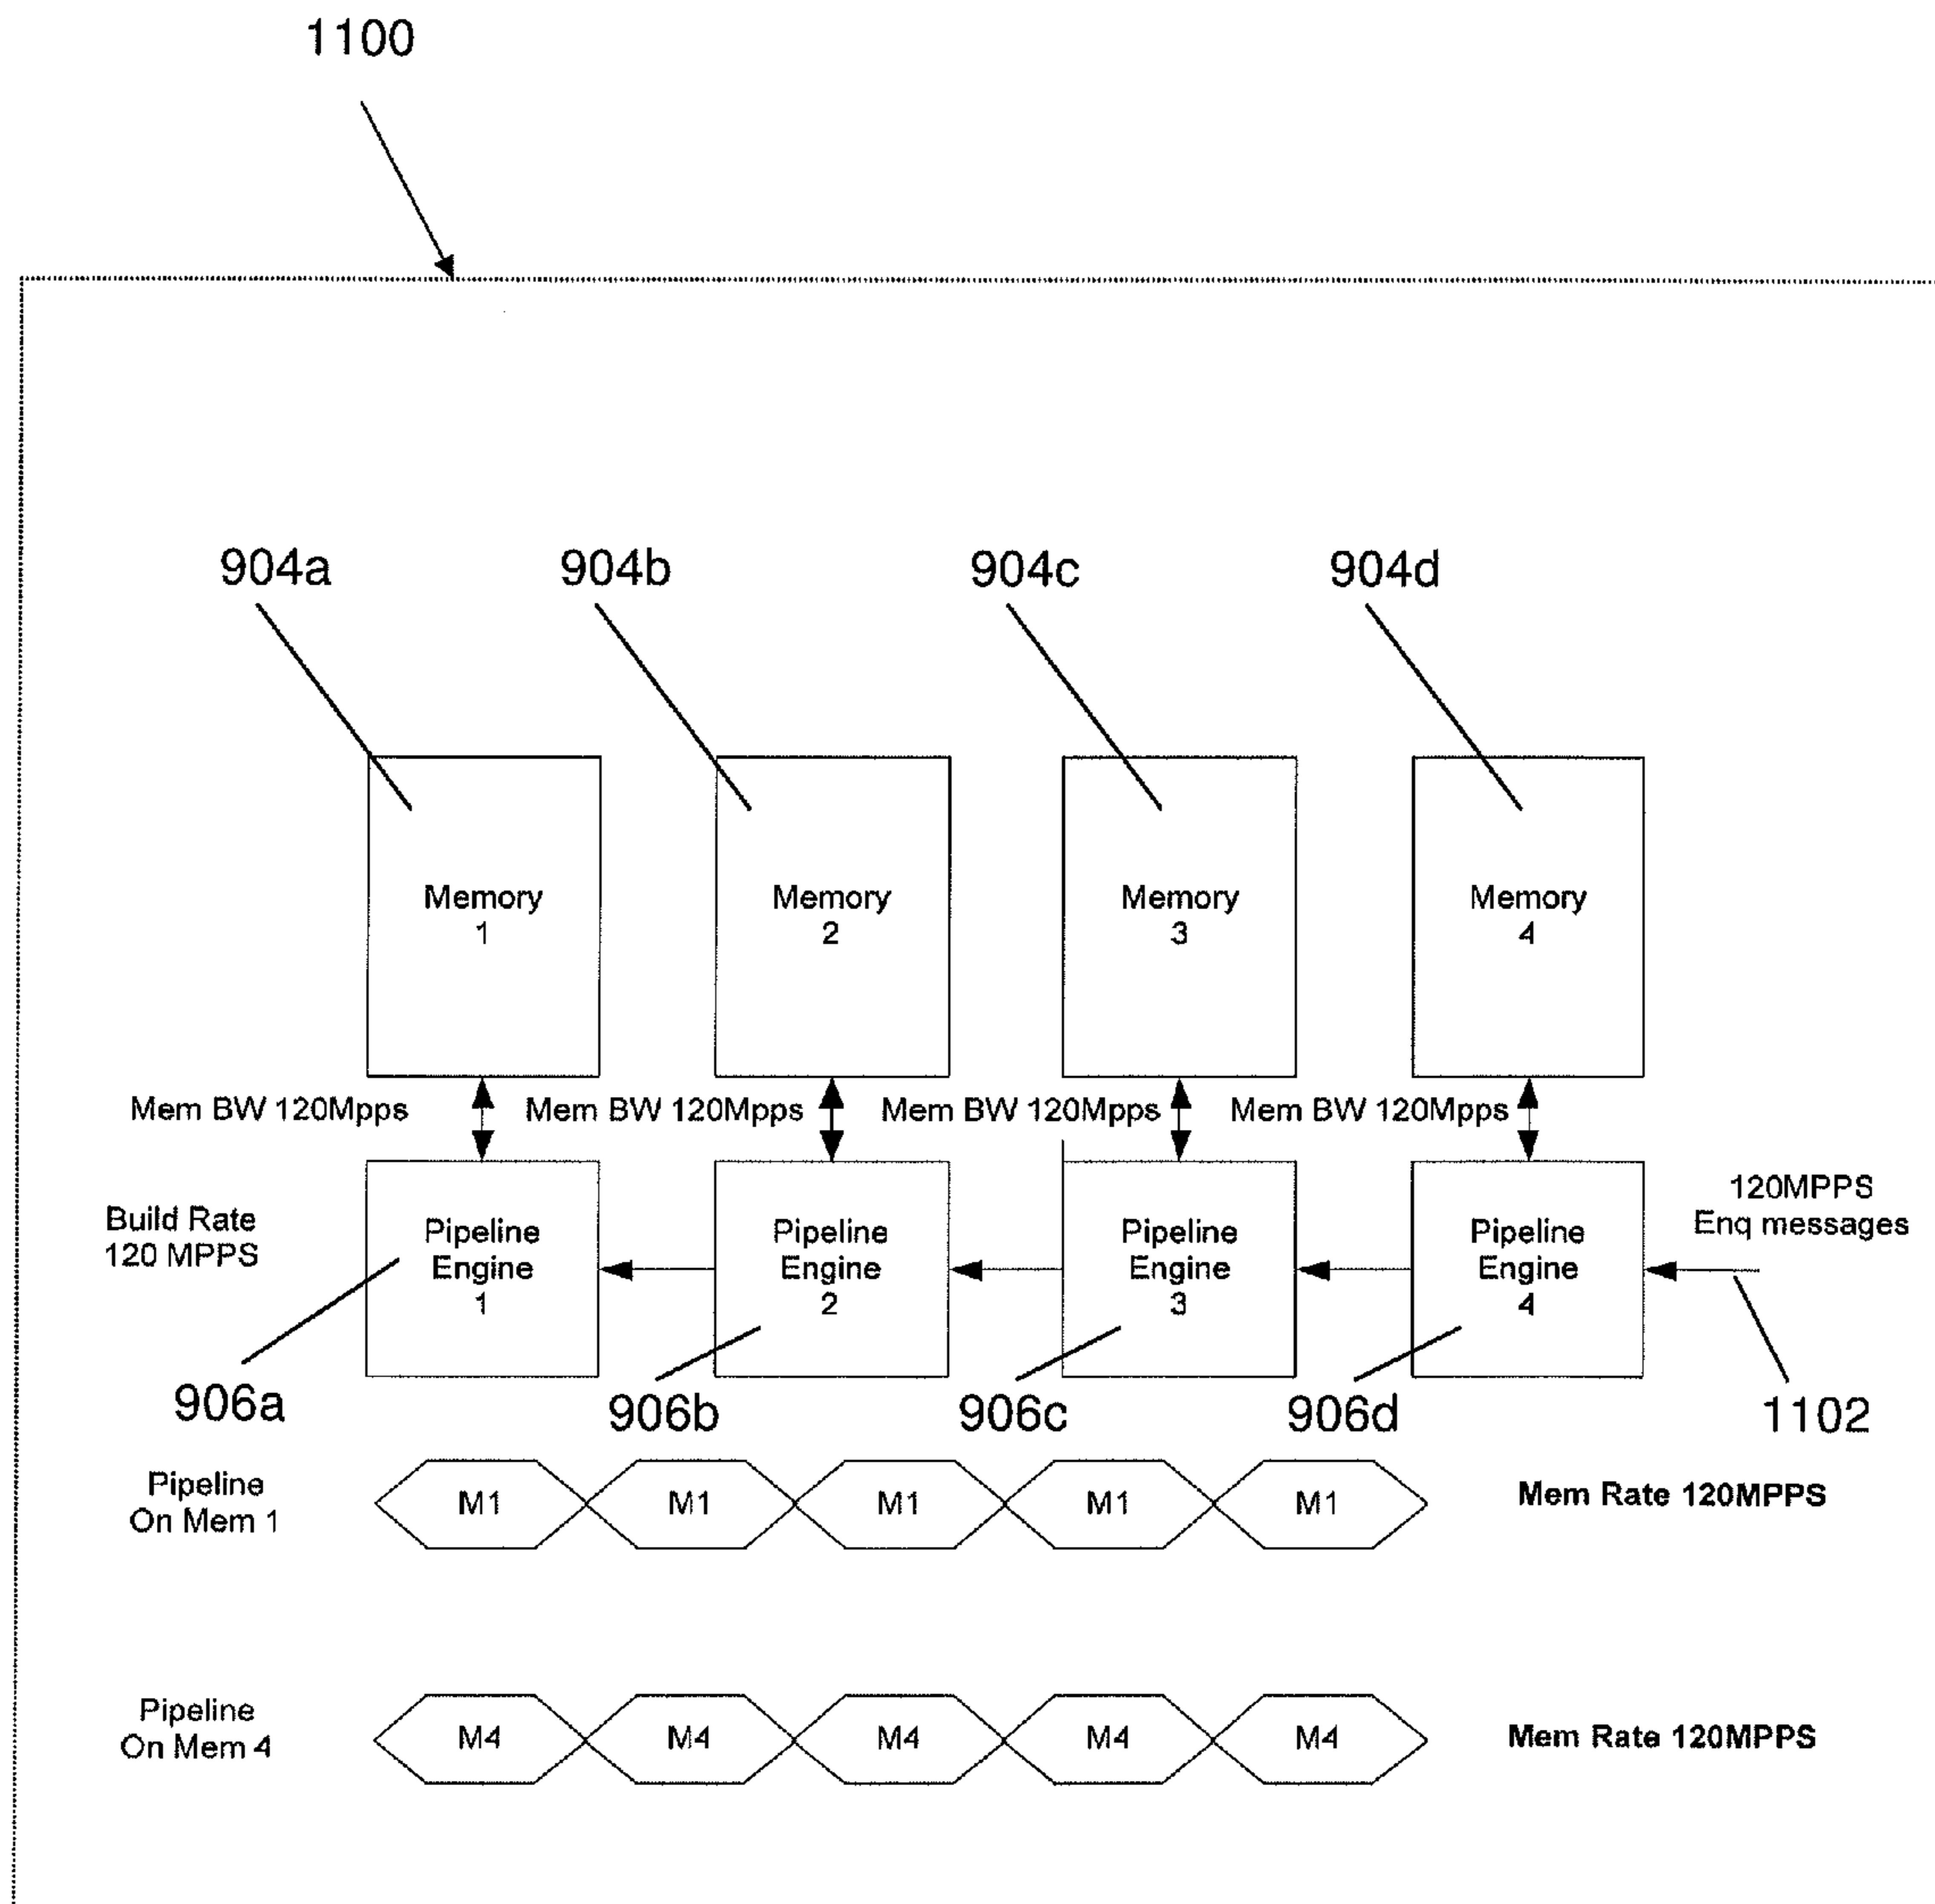 1100
904a 904b 904c 904d
Memory
1
Memory
2
Memory
3
Memory
4
Mem BW 120Mpps
Mem BW 120Mpps
Mem BW 120Mpps
Mem BW 120Mpps
Build Rate
120 MPPS
Pipeline
Engine
1
Pipeline
Engine
2
Pipeline
Engine
3
Pipeline
Engine
4
120MPPS
Enq messages
906a 906b 906c 906d 1102
Pipeline
On Mem 1
M1 M1 M1 M1 M1
Mem Rate 120MPPS
Pipeline
On Mem 4
M4 M4 M4 M4 M4
Mem Rate 120MPPS